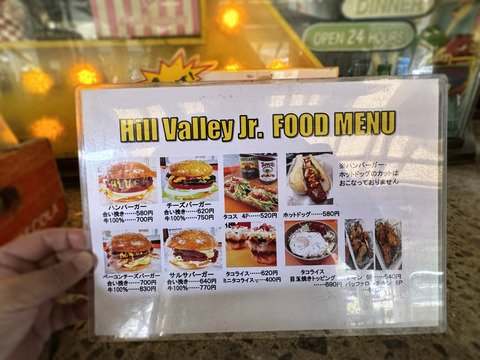 DINNER
OPEN 24 HOURS
Hill Valley Jr. FOOD MENU
ハンバーガー
合い挽き……580円
牛100%……700円
チーズバーガー
合い挽き……620円
牛100%……750円
タコス 4P……520円
ホットドッグ……580円
※ハンバーガー
ホットドッグのカットは
おこなっておりません
ベーコンチーズバーガー
合い挽き……700円
牛100%……830円
サルサバーガー
合い挽き……640円
牛100%……770円
タコライス……620円
ミニタコライス……400円
タコライス
目玉焼きトッピング
……690円
6P……540円